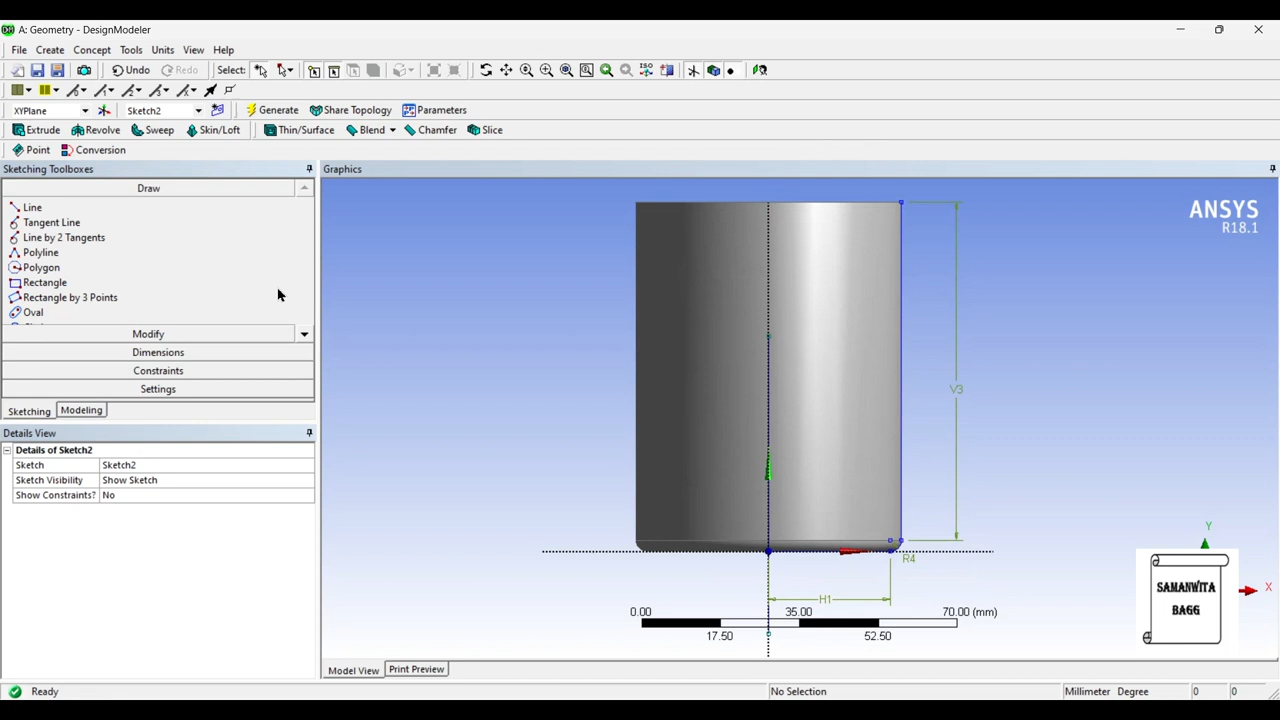 A: Geometry - DesignModeler
File Create Concept Tools Units View Help
Undo Redo Select: ISO
XYPlane Sketch2 Generate Share Topology Parameters
Extrude Revolve Sweep Skin/Loft Thin/Surface Blend Chamfer Slice
Point Conversion
Sketching Toolboxes
Draw
Line
Tangent Line
Line by 2 Tangents
Polyline
Polygon
Rectangle
Rectangle by 3 Points
Oval
Modify
Dimensions
Constraints
Settings
Sketching Modeling
Details View
Details of Sketch2
Sketch Sketch2
Sketch Visibility Show Sketch
Show Constraints? No
Graphics
ANSYS
R18.1
V3
R4
H1
0.00 35.00 70.00 (mm)
17.50 52.50
Y
X
SAMANWITA
BAGG
Model View Print Preview
Ready No Selection Millimeter Degree 0 0